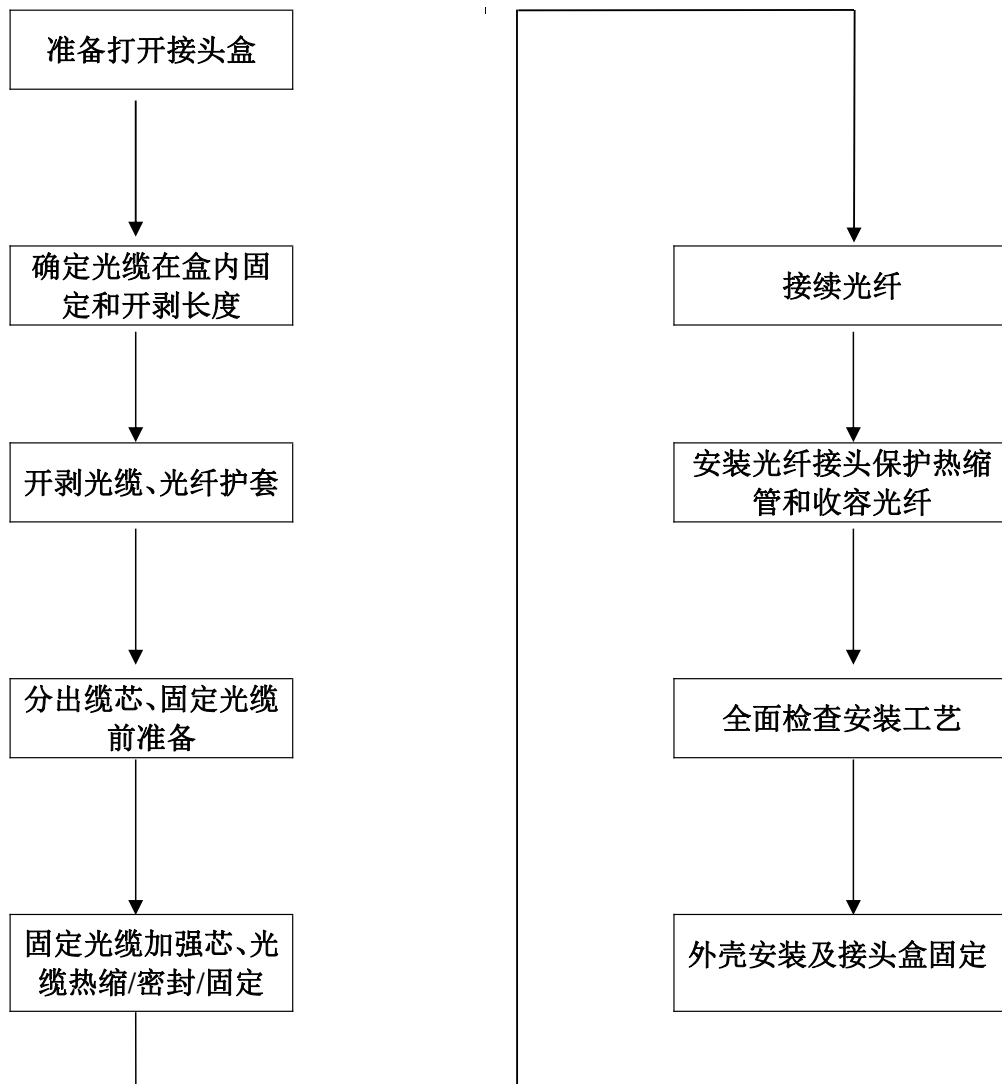 准备打开接头盒
确定光缆在盒内固
定和开剥长度
开剥光缆、光纤护套
分出缆芯、固定光缆
前准备
固定光缆加强芯、光
缆热缩/密封/固定
接续光纤
安装光纤接头保护热缩
管和收容光纤
全面检查安装工艺
外壳安装及接头盒固定